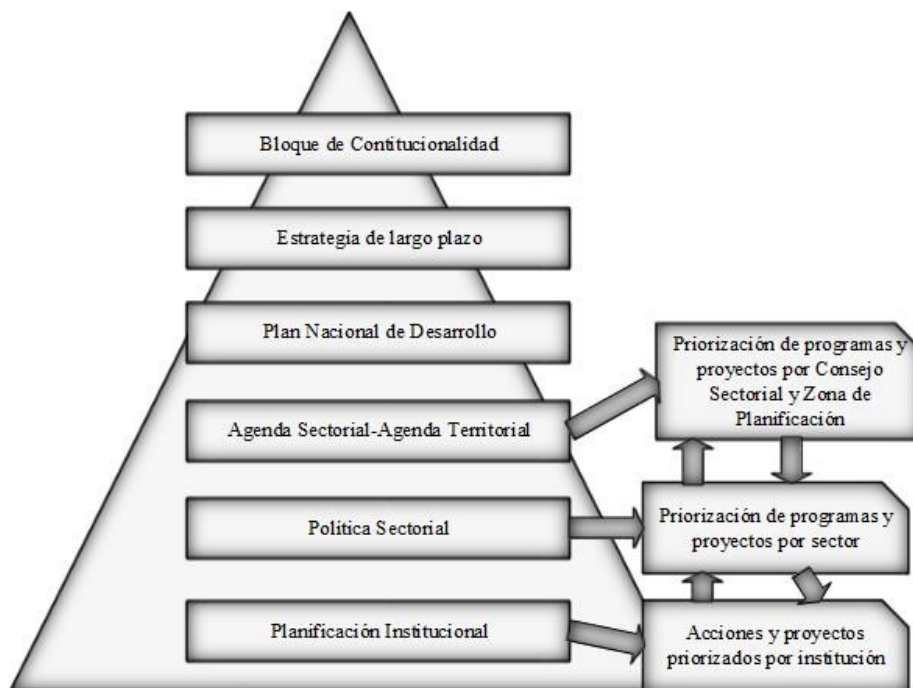 Bloque de Contitucionalidad
Estrategia de largo plazo
Plan Nacional de Desarrollo
Agenda Sectorial-Agenda Territorial
Política Sectorial
Planificación Institucional
Priorización de programas y
proyectos por Consejo
Sectorial y Zona de
Planificación
Priorización de programas y
proyectos por sector
Acciones y proyectos
priorizados por institución